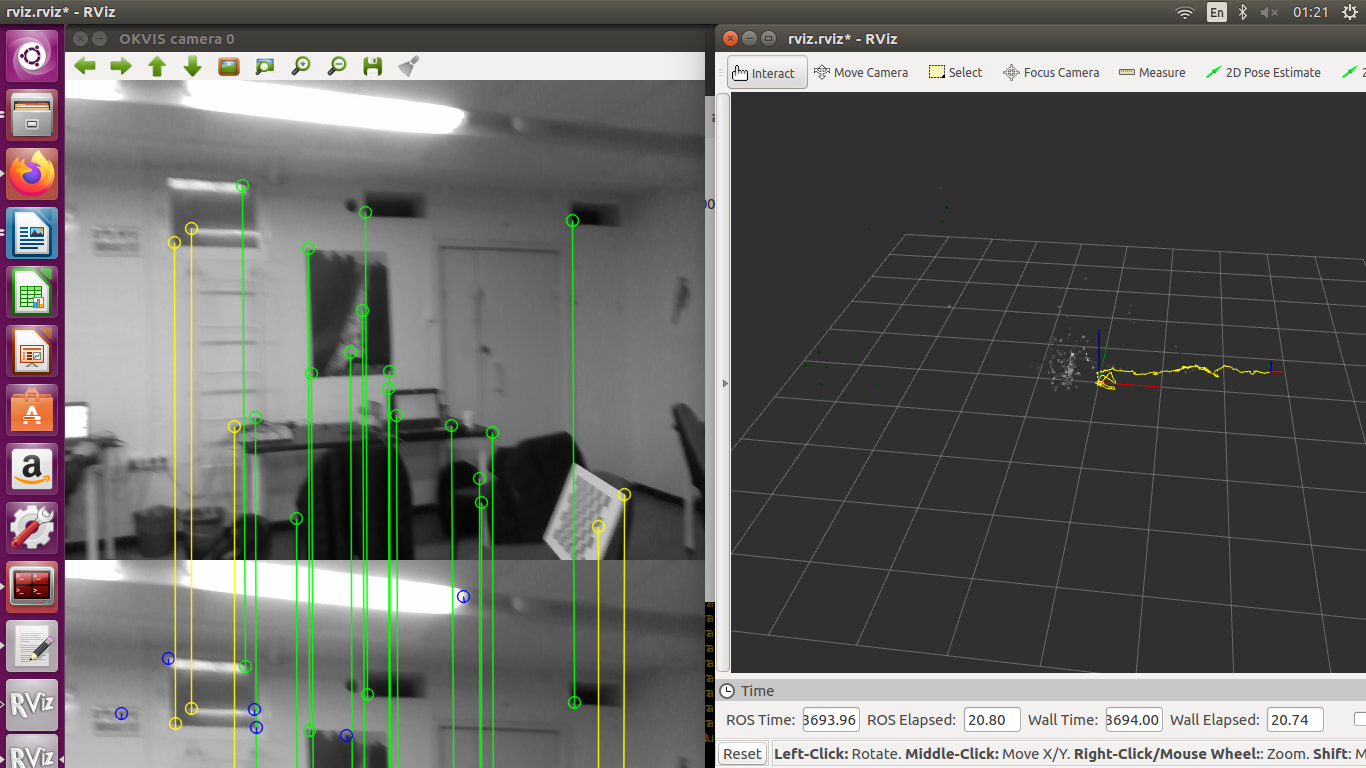 rviz.rviz* - RViz
En
01:21
OKVIS camera 0
rviz.rviz* - RViz
Interact
Move Camera
Select
Focus Camera
Measure
2D Pose Estimate
2
Time
ROS Time: 3693.96 ROS Elapsed: 20.80 Wall Time: 3694.00 Wall Elapsed: 20.74
Reset
Left-Click: Rotate. Middle-Click: Move X/Y. Right-Click/Mouse Wheel:: Zoom. Shift: M
RViz
RViz